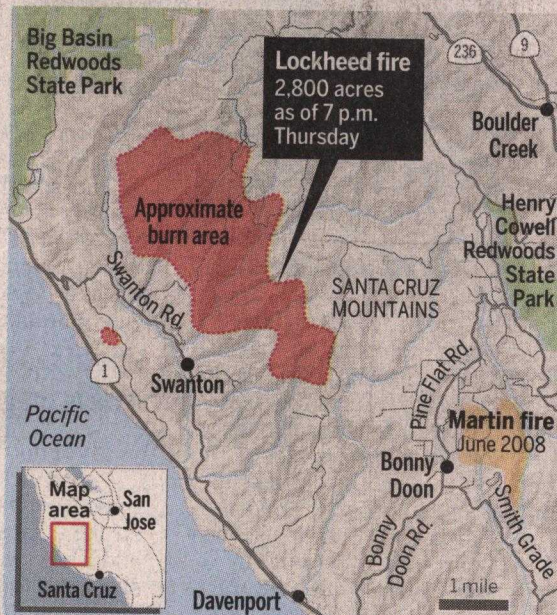 Big Basin
Redwoods
State Park
Lockheed fire
2,800 acres
as of 7 p.m.
Thursday
236
9
Boulder
Creek
Henry
Cowell
Redwoods
State
Park
Approximate
burn area
Swanton Rd.
SANTA CRUZ
MOUNTAINS
1
Swanton
Pine Flat Rd.
Pacific
Ocean
Martin fire
June 2008
Bonny
Doon
Smith Grade
Bonny
Doon Rd.
Map
area
San
Jose
Santa Cruz
Davenport
1 mile